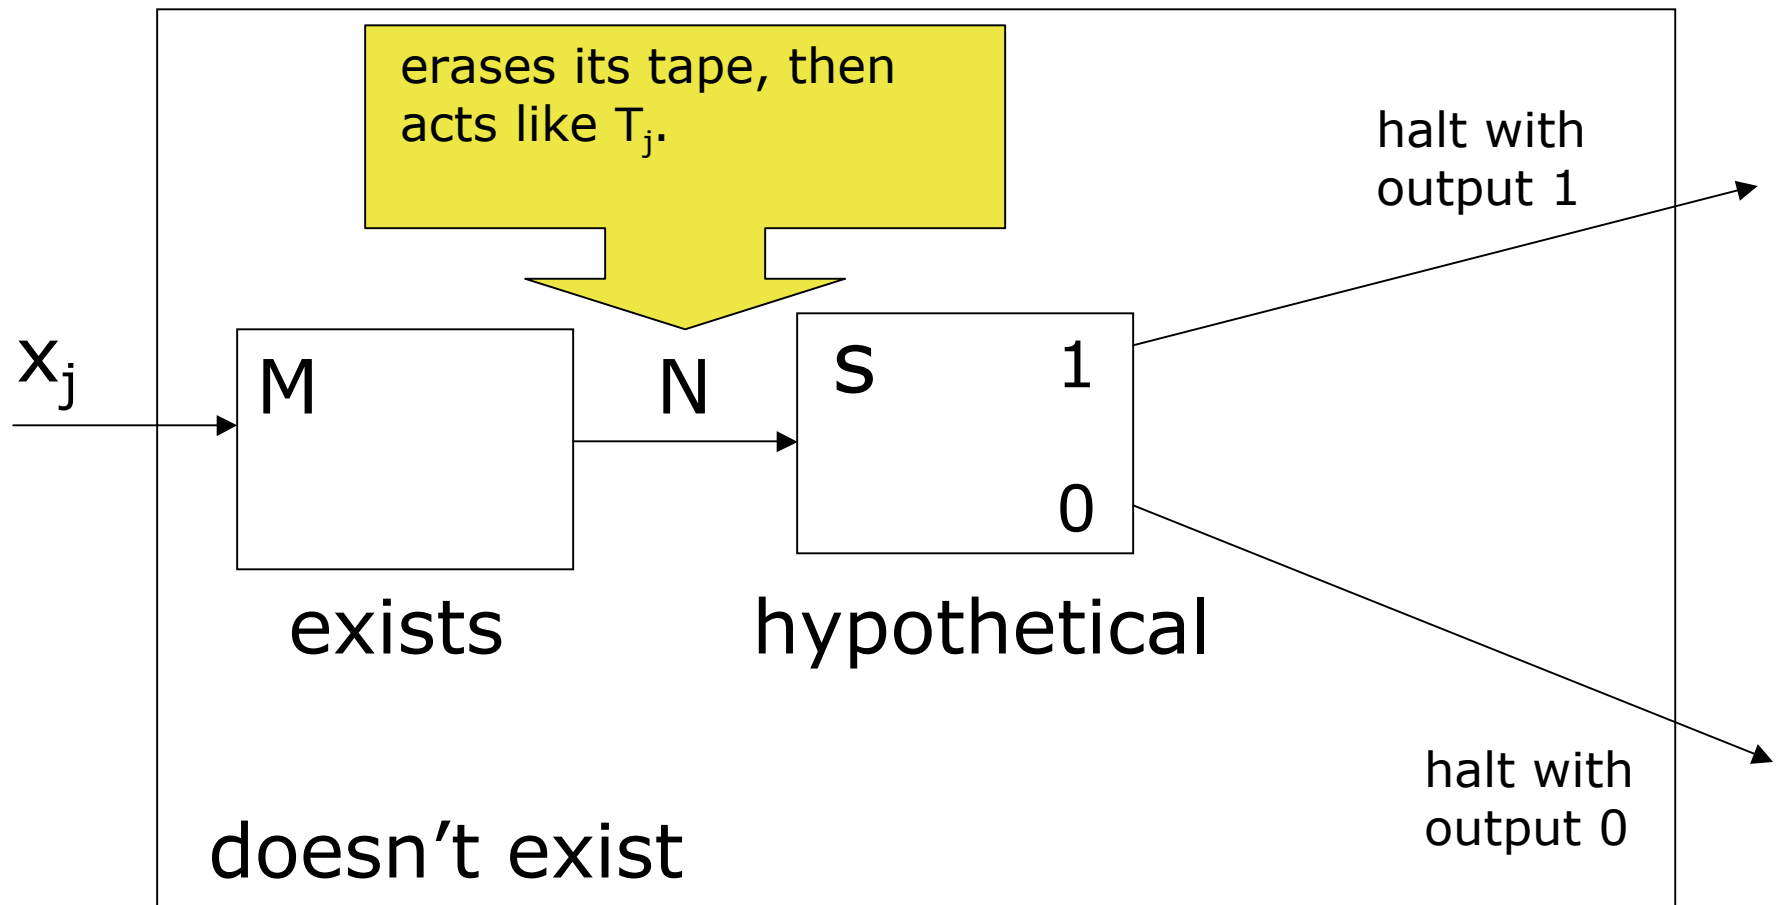 erases its tape, then
acts like Tj.
halt with
output 1
xj
M
N
S
1
0
exists
hypothetical
halt with
output 0
doesn’t exist